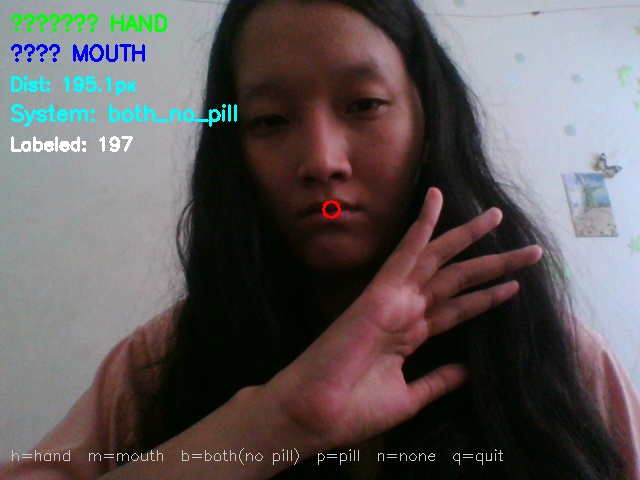 ??????? HAND
???? MOUTH
Dist: 195.1px
System: both_no_pill
Labeled: 197
h=hand m=mouth b=both(no pill) p=pill n=none q=quit